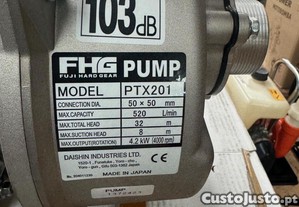 103dB
FHG PUMP
FUJI HARD GEAR
MODEL PTX201
CONNECTION DIA. 50 × 50 mm
MAX.CAPACITY 520 L/min
MAX.TOTAL HEAD 32 m
MAX.SUCTION HEAD 8 m
MAX.OUTPUT(ROTATION) 4.2 kW (4000 rpm)
DAISHIN INDUSTRIES LTD.
MADE IN JAPAN
PUMP
CustoJusto.pt